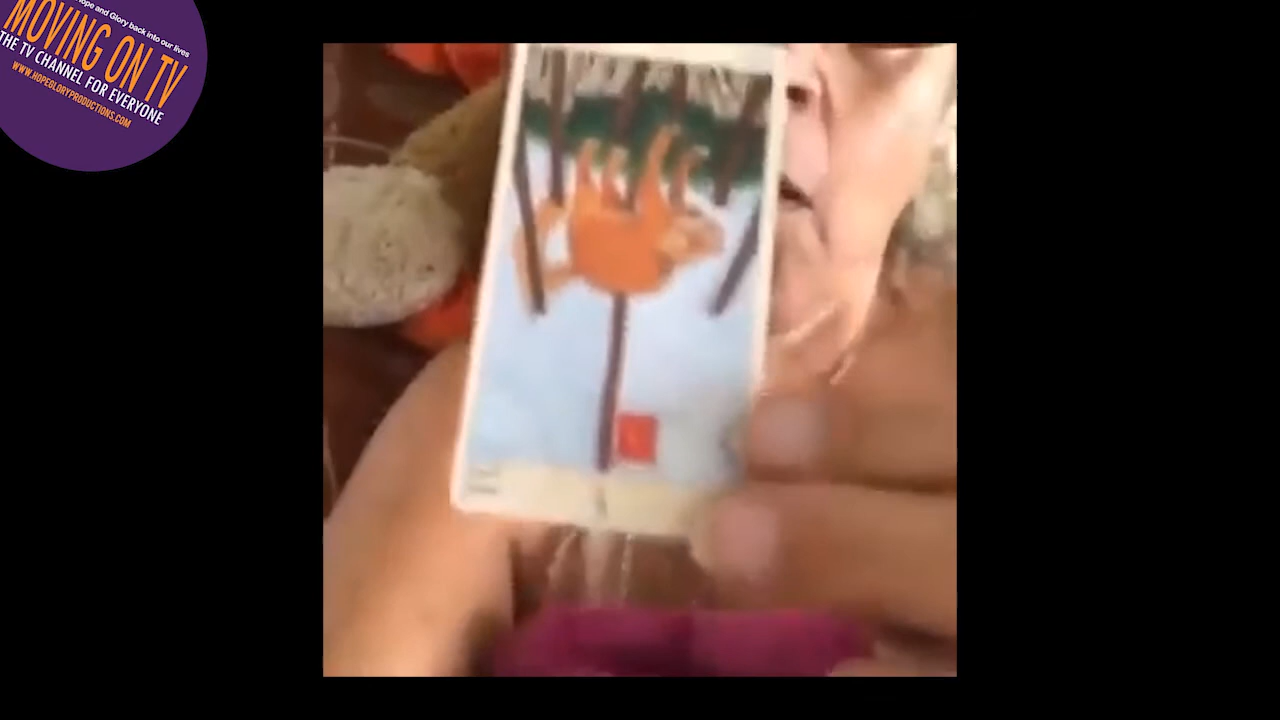 Hope and Glory back into our lives
MOVING ON TV
THE TV CHANNEL FOR EVERYONE
WWW.HOPEGLORYPRODUCTIONS.COM